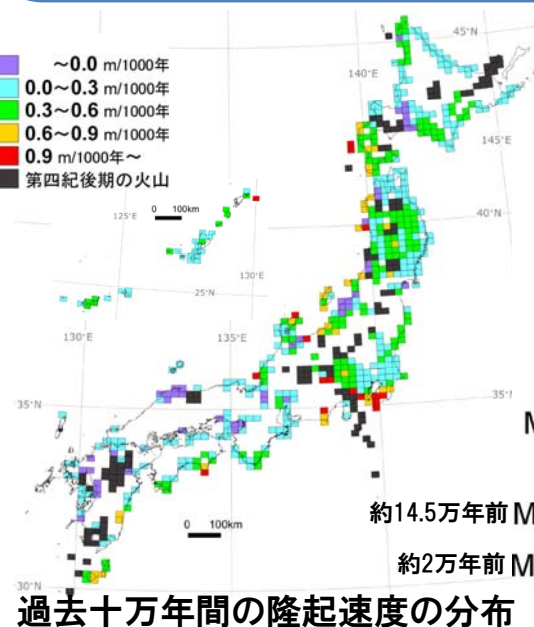 ～0.0 m/1000年
0.0～0.3 m/1000年
0.3～0.6 m/1000年
0.6～0.9 m/1000年
0.9 m/1000年～
第四紀後期の火山
45°N
140°E
145°E
40°N
125°E
0 100km
130°E
25°N
130°E
135°E
35°N
35°
M
0 100km
約14.5万年前 M
約2万年前 M
30°N
過去十万年間の隆起速度の分布